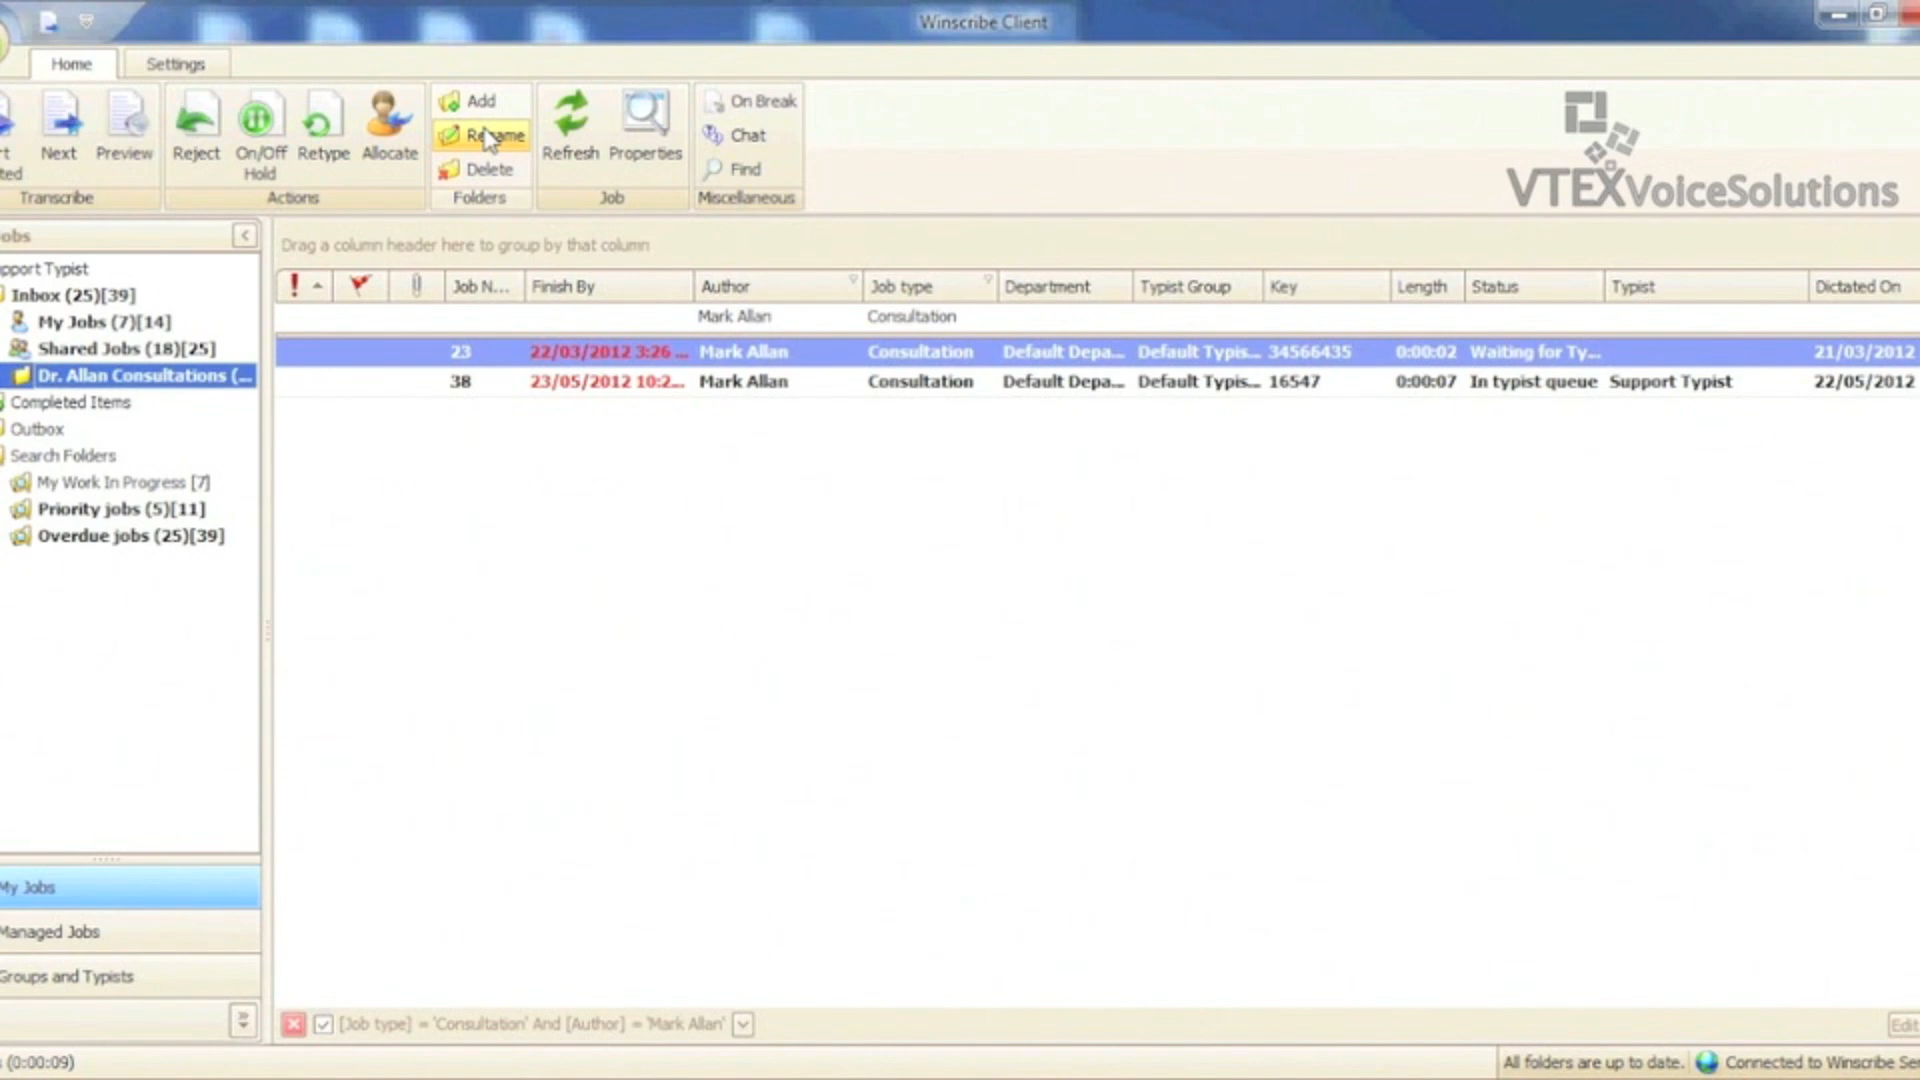 Winscribe Client
Home
Settings
Next
Preview
Reject
On/Off
Hold
Retype
Allocate
Add
Rename
Delete
Refresh
Properties
On Break
Chat
Find
Transcribe
Actions
Folders
Job
Miscellaneous
VTEXVoiceSolutions
obs
Drag a column header here to group by that column
pport Typist
Inbox (25)[39]
My Jobs (7)[14]
Shared Jobs (18)[25]
Dr. Allan Consultations (...
Completed Items
Outbox
Search Folders
My Work In Progress [7]
Priority jobs (5)[11]
Overdue jobs (25)[39]
! Job N... Finish By Author Job type Department Typist Group Key Length Status Typist Dictated On
Mark Allan Consultation
23 22/03/2012 3:26 ... Mark Allan Consultation Default Depa... Default Typis... 34566435 0:00:02 Waiting for Ty... 21/03/2012
38 23/05/2012 10:2... Mark Allan Consultation Default Depa... Default Typis... 16547 0:00:07 In typist queue Support Typist 22/05/2012
My Jobs
Managed Jobs
Groups and Typists
[Job type] = 'Consultation' And [Author] = 'Mark Allan'
Edit
(0:00:09)
All folders are up to date.
Connected to Winscribe Ser